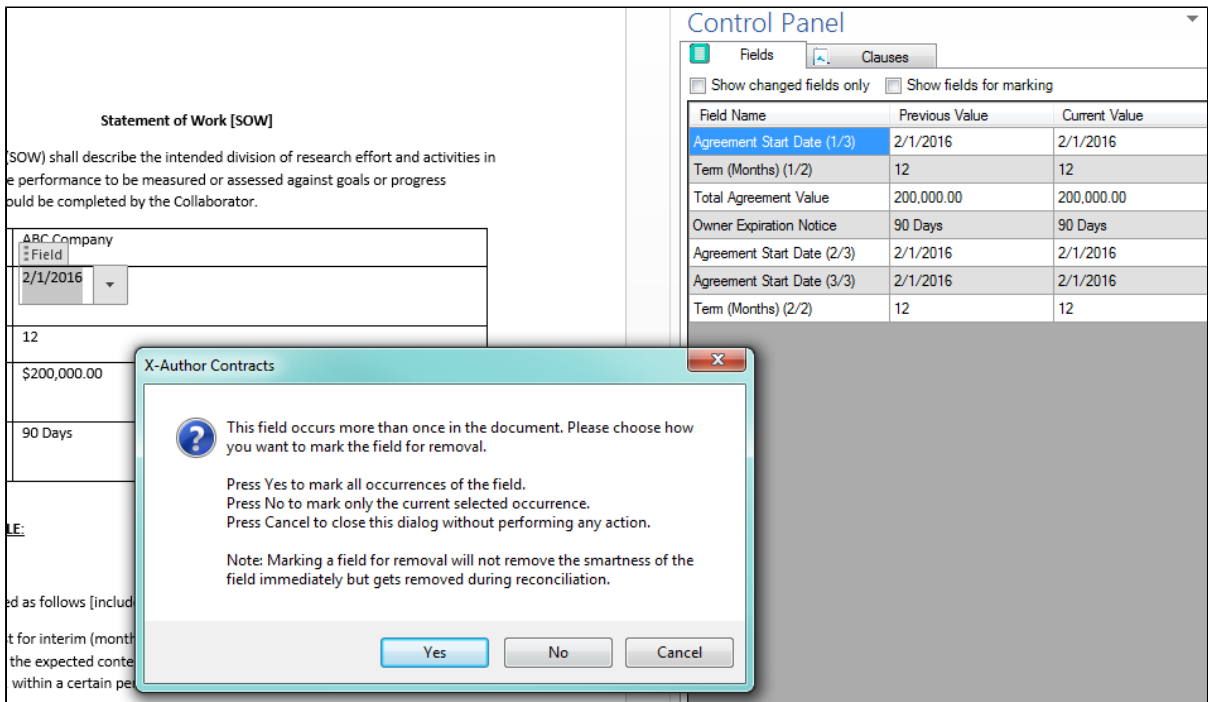 Statement of Work [SOW]
(SOW) shall describe the intended division of research effort and activities in
e performance to be measured or assessed against goals or progress
ould be completed by the Collaborator.
ABC Company
Field
2/1/2016
12
$200,000.00
90 Days
LE:
ed as follows [includ
t for interim (month
the expected conte
within a certain per
Control Panel
Fields
Clauses
Show changed fields only
Show fields for marking
Field Name Previous Value Current Value
Agreement Start Date (1/3) 2/1/2016 2/1/2016
Term (Months) (1/2) 12 12
Total Agreement Value 200,000.00 200,000.00
Owner Expiration Notice 90 Days 90 Days
Agreement Start Date (2/3) 2/1/2016 2/1/2016
Agreement Start Date (3/3) 2/1/2016 2/1/2016
Term (Months) (2/2) 12 12
X-Author Contracts
This field occurs more than once in the document. Please choose how
you want to mark the field for removal.
Press Yes to mark all occurrences of the field.
Press No to mark only the current selected occurrence.
Press Cancel to close this dialog without performing any action.
Note: Marking a field for removal will not remove the smartness of the
field immediately but gets removed during reconciliation.
Yes
No
Cancel